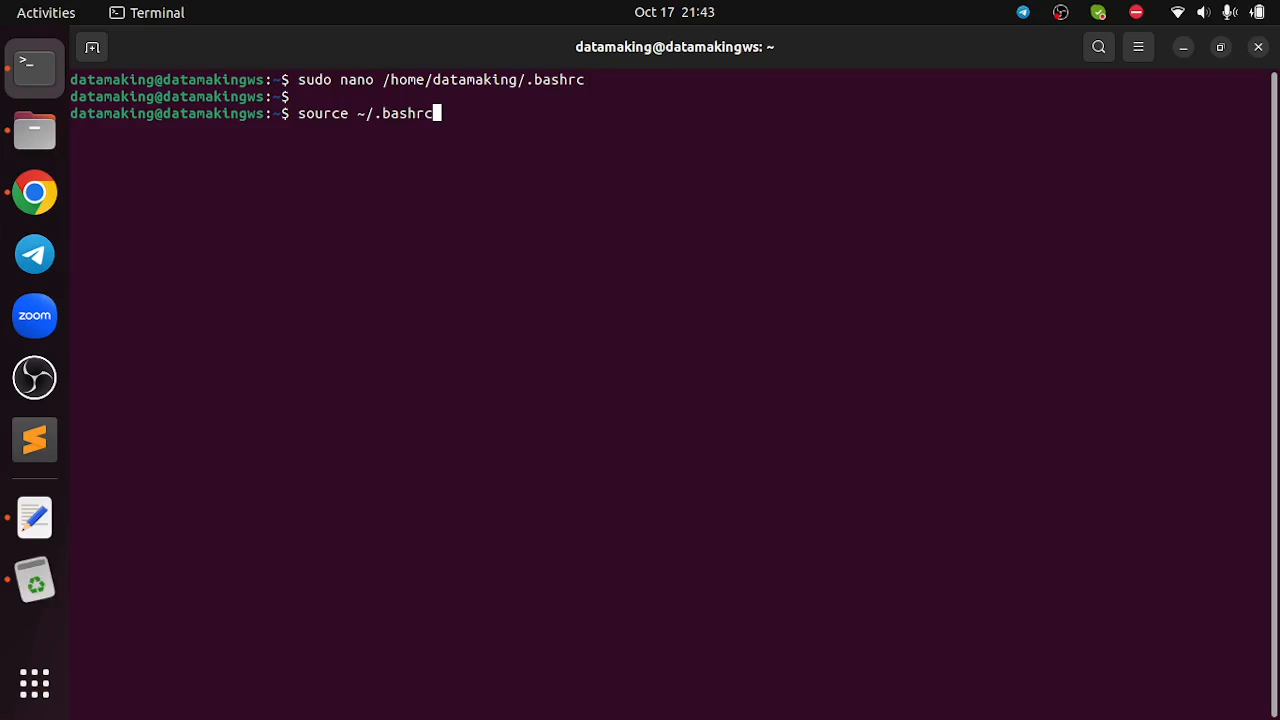 Activities Terminal Oct 17 21:43
datamaking@datamakingws: ~
datamaking@datamakingws:~$ sudo nano /home/datamaking/.bashrc
datamaking@datamakingws:~$
datamaking@datamakingws:~$ source ~/.bashrc
zoom